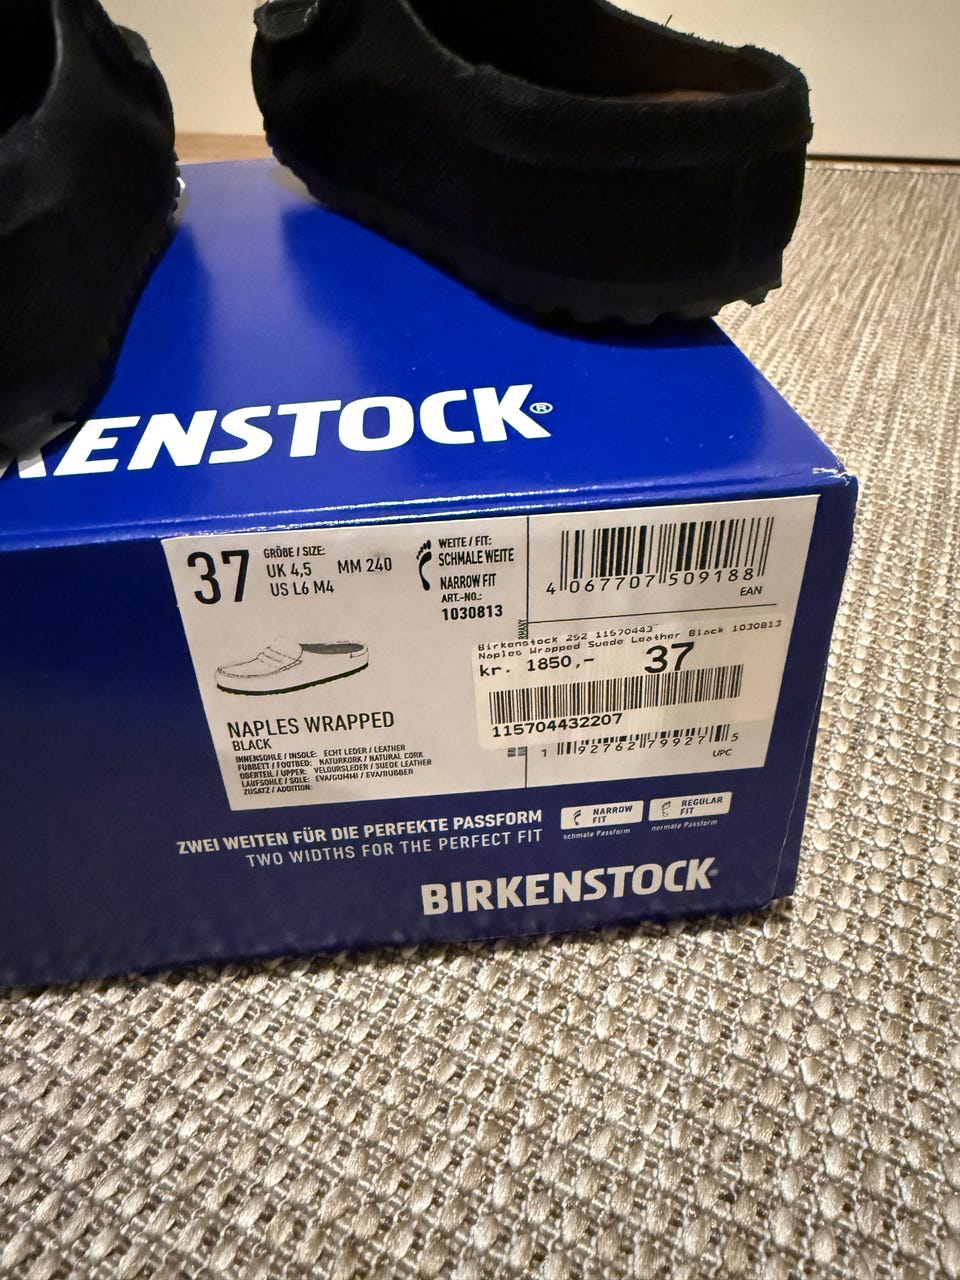 KENSTOCK®
37
GRÖßE / SIZE:
UK 4,5
US L6 M4
MM 240
WEITE / FIT:
SCHMALE WEITE
NARROW FIT
ART.-NO.:
1030813
4 067707 509188
EAN
Birkenstock 252 11570443
Naples Wrapped Suede Leather Black 1030813
kr. 1850,- 37
115704432207
1 92762 79927 5
UPC
NAPLES WRAPPED
BLACK
INNENSOHLE / INSOLE: ECHT LEDER / LEATHER
FUßBETT / FOOTBED: NATURKORK / NATURAL CORK
OBERTEIL / UPPER: VELOURSLEDER / SUEDE LEATHER
LAUFSOHLE / SOLE: EVA/GUMMI / EVA/RUBBER
ZUSATZ / ADDITION:
ZWEI WEITEN FÜR DIE PERFEKTE PASSFORM
TWO WIDTHS FOR THE PERFECT FIT
NARROW
FIT
schmale Passform
REGULAR
FIT
normale Passform
BIRKENSTOCK®